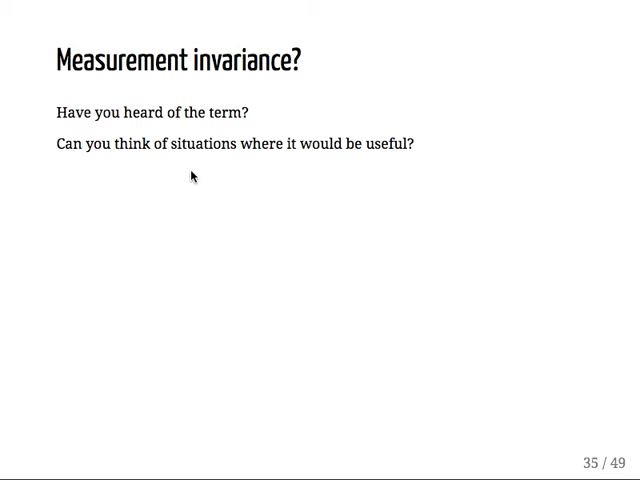 Measurement invariance?
Have you heard of the term?
Can you think of situations where it would be useful?
35 / 49